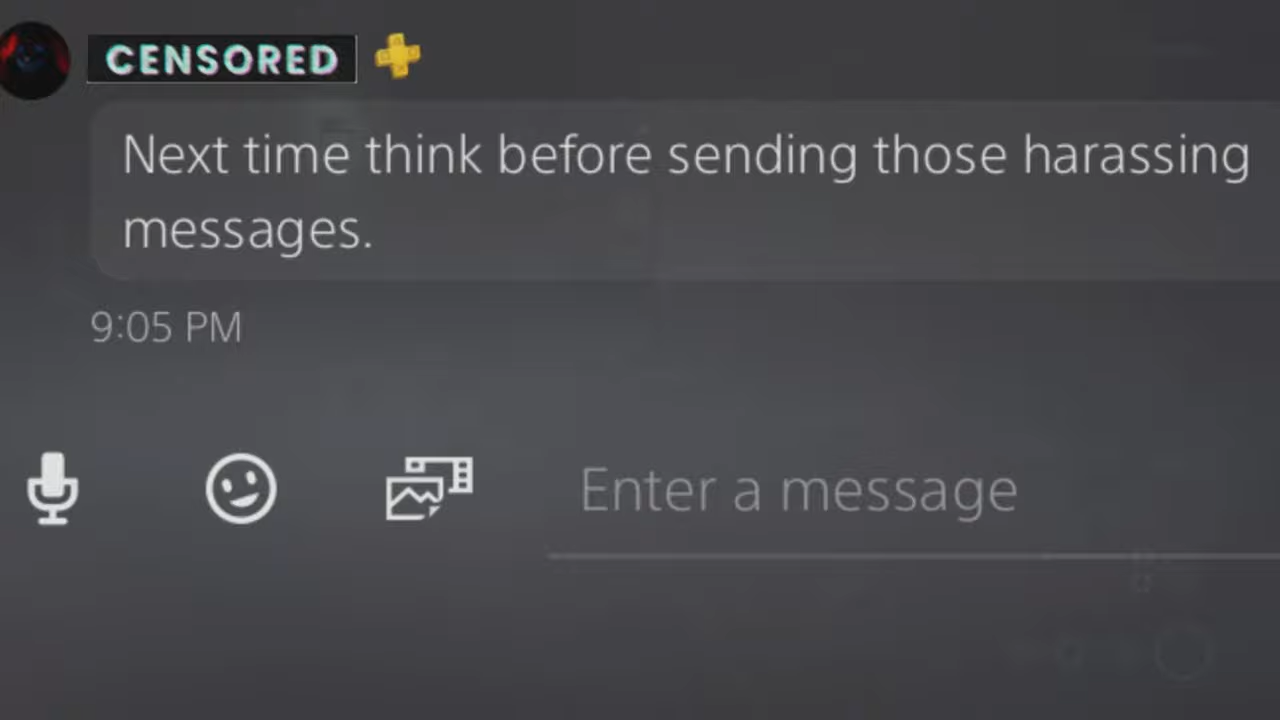 CENSORED
Next time think before sending those harassing
messages.
9:05 PM
Enter a message